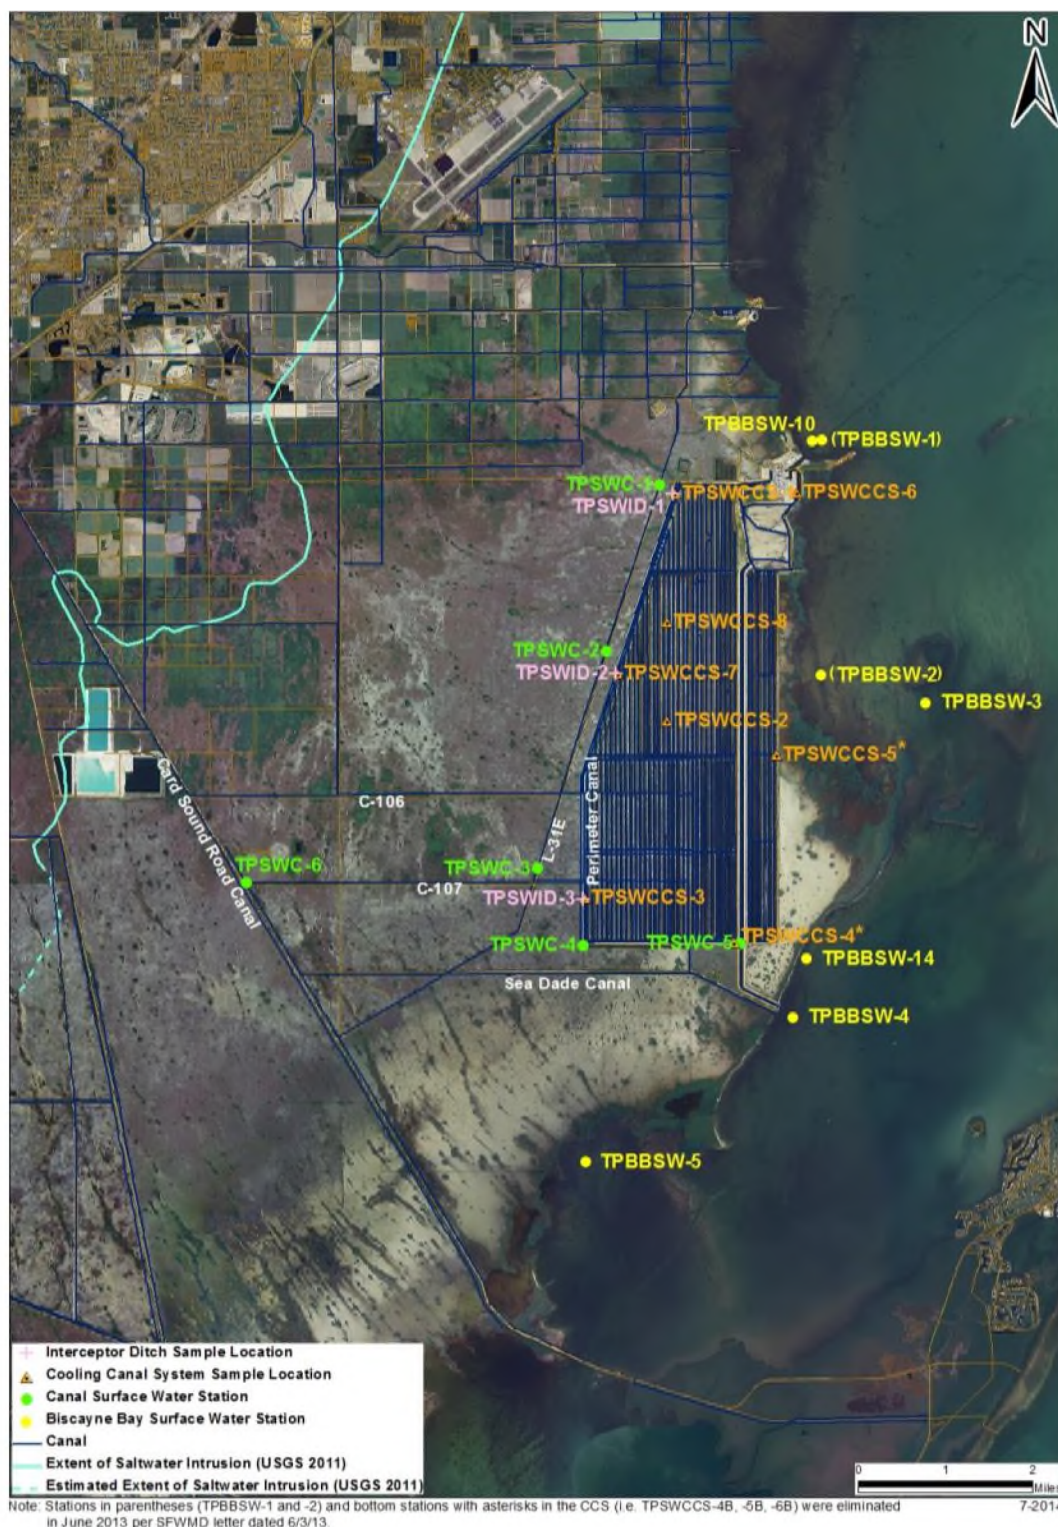 N
TPBBSW-10
(TPBBSW-1)
TPSWC-1
TPSWCCS-
TPSWCCS-6
TPSWID-1
TPSWCCS-8
TPSWC-2
TPSWID-2
TPSWCCS-7
(TPBBSW-2)
TPBBSW-3
TPSWCCS-2
TPSWCCS-5*
Card Sound Road Canal
C-106
Perimeter Canal
L-31E
TPSWC-6
TPSWC-3
C-107
TPSWID-3
TPSWCCS-3
TPSWC-4
TPSWC-5
TPSWCCS-4*
TPBBSW-14
Sea Dade Canal
TPBBSW-4
TPBBSW-5
Interceptor Ditch Sample Location
Cooling Canal System Sample Location
Canal Surface Water Station
Biscayne Bay Surface Water Station
Canal
Extent of Saltwater Intrusion (USGS 2011)
Estimated Extent of Saltwater Intrusion (USGS 2011)
0 1 2
Miles
Note: Stations in parentheses (TPBBSW-1 and -2) and bottom stations with asterisks in the CCS (i.e. TPSWCCS-4B, -5B, -6B) were eliminated
in June 2013 per SFWMD letter dated 6/3/13.
7-2014